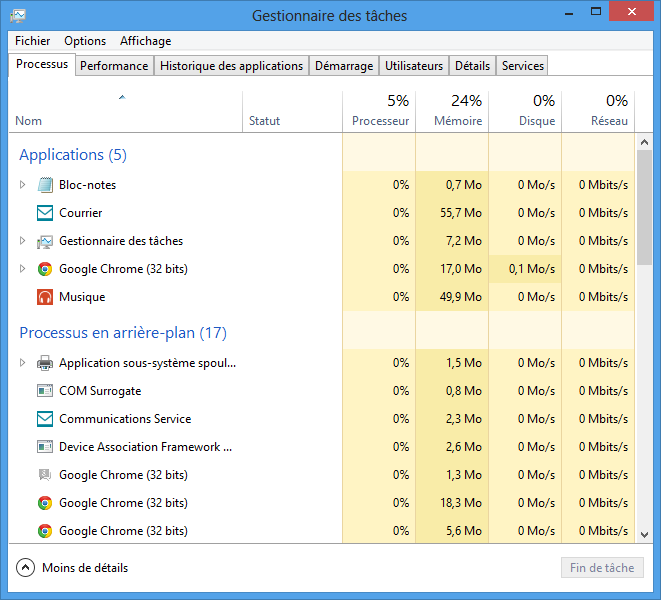 Gestionnaire des tâches
Fichier Options Affichage
Processus Performance Historique des applications Démarrage Utilisateurs Détails Services
5% 24% 0% 0%
Nom Statut Processeur Mémoire Disque Réseau
Applications (5)
Bloc-notes 0% 0,7 Mo 0 Mo/s 0 Mbits/s
Courrier 0% 55,7 Mo 0 Mo/s 0 Mbits/s
Gestionnaire des tâches 0% 7,2 Mo 0 Mo/s 0 Mbits/s
Google Chrome (32 bits) 0% 17,0 Mo 0,1 Mo/s 0 Mbits/s
Musique 0% 49,9 Mo 0 Mo/s 0 Mbits/s
Processus en arrière-plan (17)
Application sous-système spoul... 0% 1,5 Mo 0 Mo/s 0 Mbits/s
COM Surrogate 0% 0,8 Mo 0 Mo/s 0 Mbits/s
Communications Service 0% 2,3 Mo 0 Mo/s 0 Mbits/s
Device Association Framework ... 0% 2,6 Mo 0 Mo/s 0 Mbits/s
Google Chrome (32 bits) 0% 1,3 Mo 0 Mo/s 0 Mbits/s
Google Chrome (32 bits) 0% 18,3 Mo 0 Mo/s 0 Mbits/s
Google Chrome (32 bits) 0% 5,6 Mo 0 Mo/s 0 Mbits/s
Moins de détails Fin de tâche